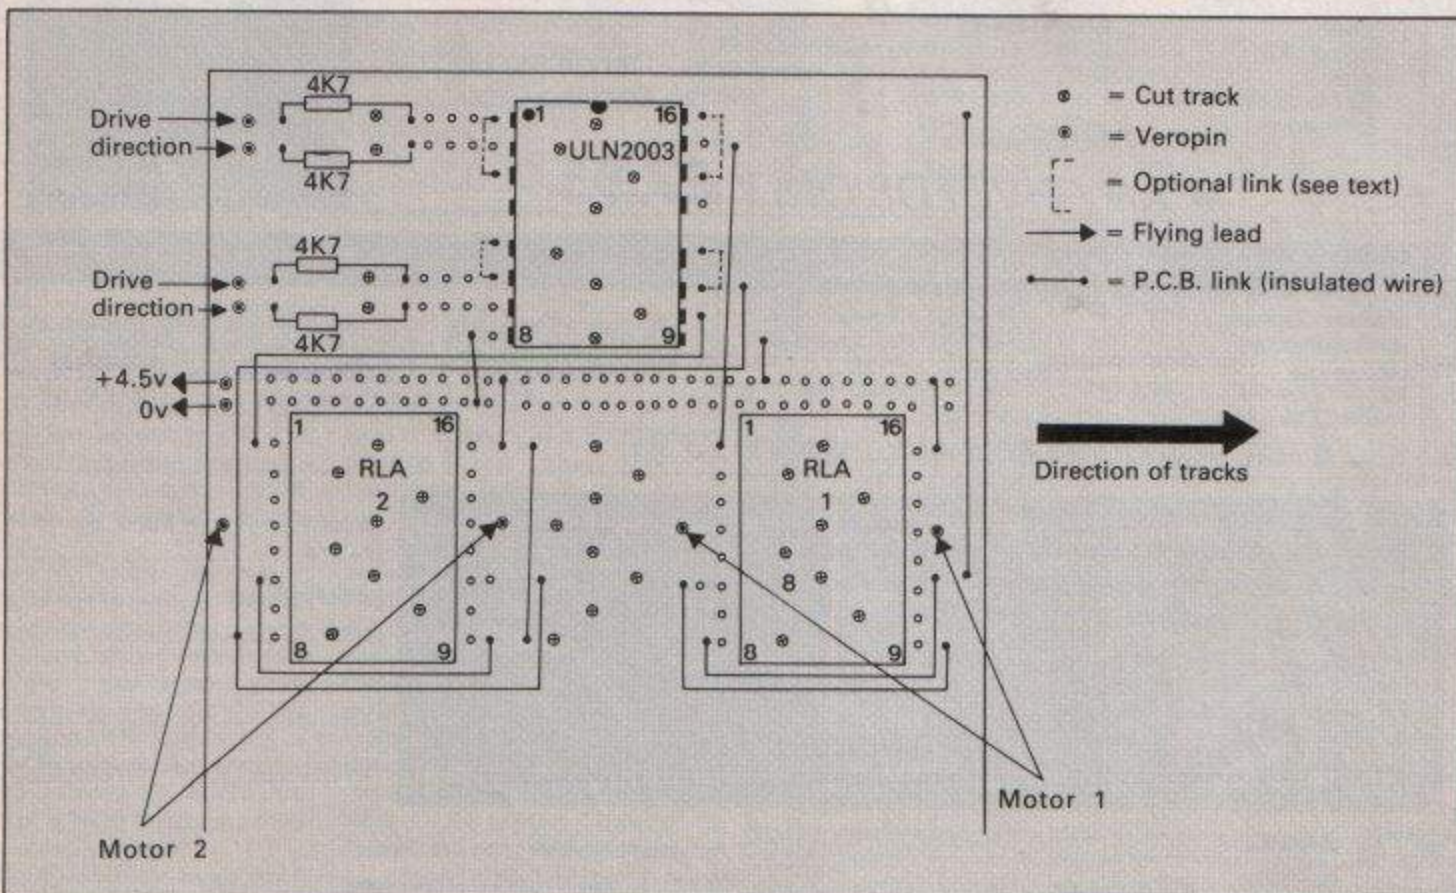 4K7
Drive
direction
4K7
1
16
ULN2003
4K7
Drive
direction
4K7
8
9
+4.5v
0v
1
16
RLA
2
8
9
1
16
RLA
1
8
8
9
Motor 2
Motor 1
= Cut track
= Veropin
= Optional link (see text)
= Flying lead
= P.C.B. link (insulated wire)
Direction of tracks